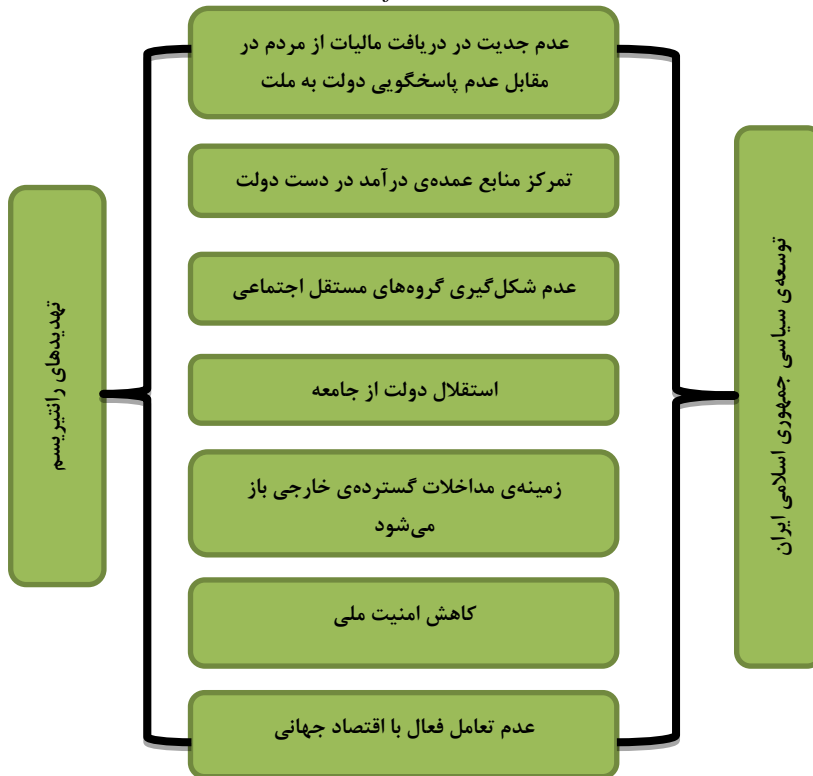 عدم جدیت در دریافت مالیات از مردم در
مقابل عدم پاسخگویی دولت به ملت
تمرکز منابع عمده‌ی درآمد در دست دولت
عدم شکل‌گیری گروه‌های مستقل اجتماعی
استقلال دولت از جامعه
زمینه‌ی مداخلات گسترده‌ی خارجی باز
می‌شود
کاهش امنیت ملی
عدم تعامل فعال با اقتصاد جهانی
توسعه‌ی سیاسی جمهوری اسلامی ایران
تهدیدهای رانتیریسم